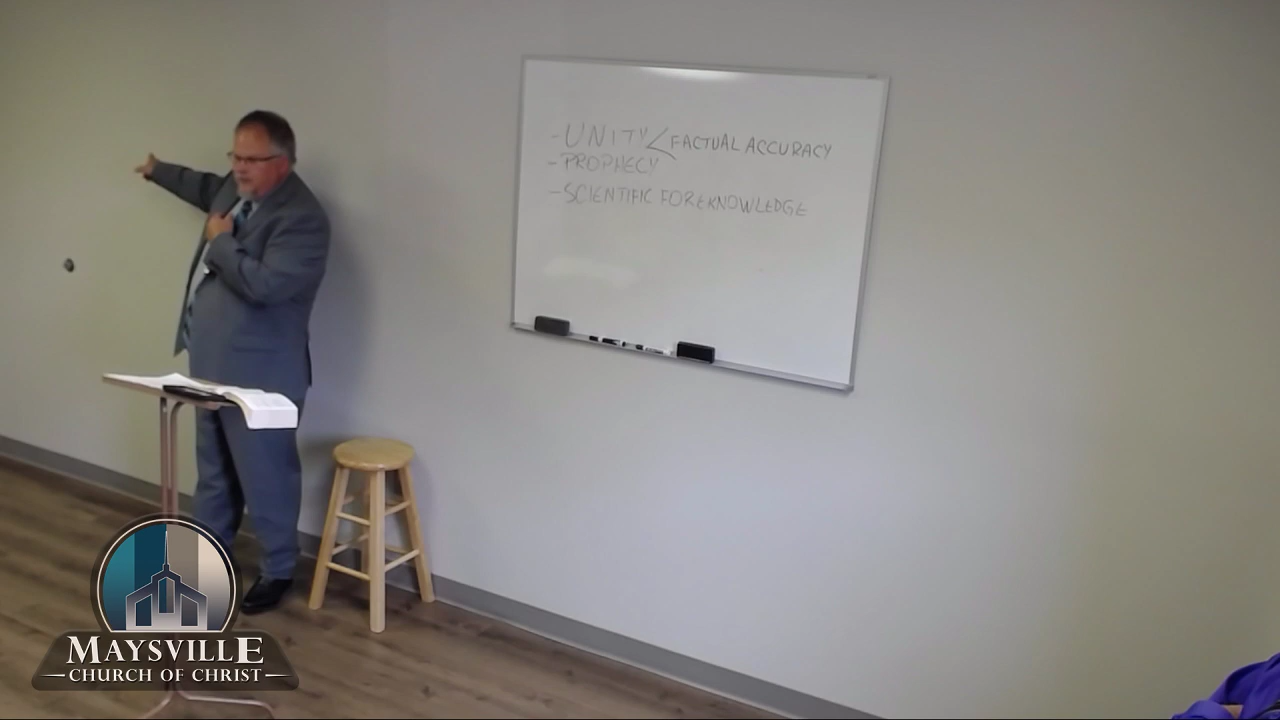 - UNITY < FACTUAL ACCURACY
- PROPHECY
- SCIENTIFIC FOREKNOWLEDGE
MAYSVILLE
CHURCH OF CHRIST